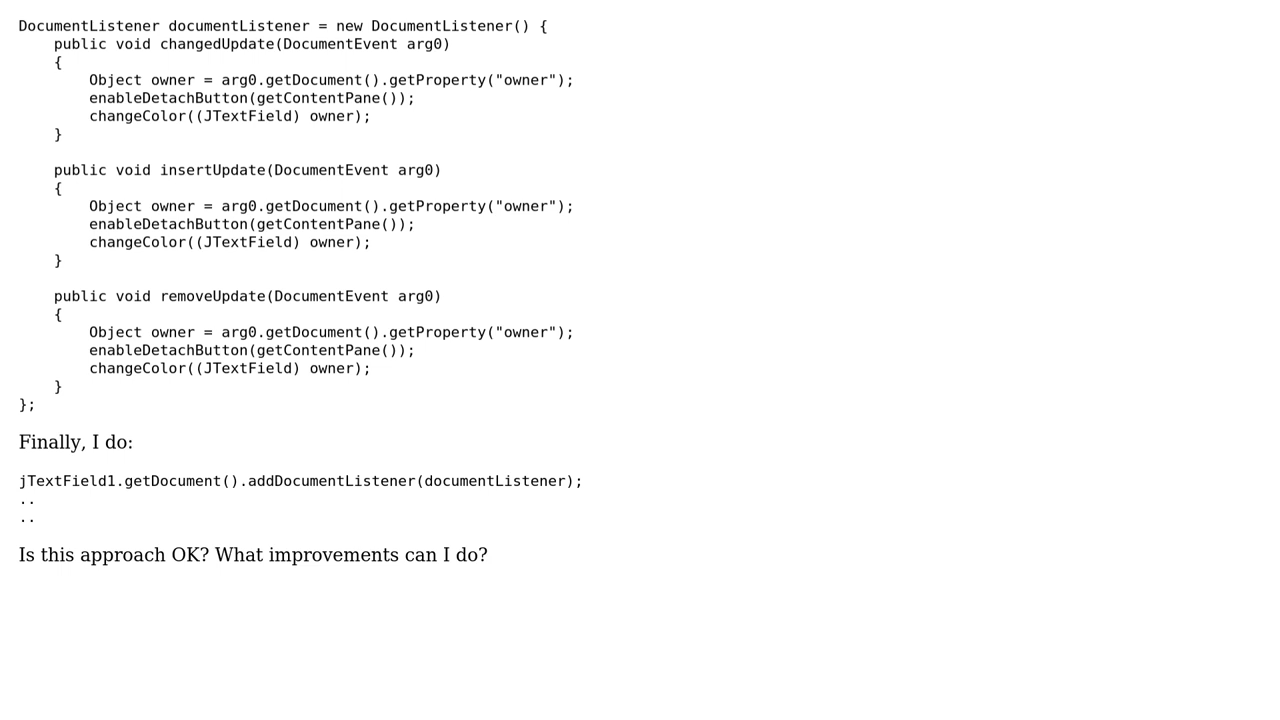 DocumentListener documentListener = new DocumentListener() {
    public void changedUpdate(DocumentEvent arg0)
    {
        Object owner = arg0.getDocument().getProperty("owner");
        enableDetachButton(getContentPane());
        changeColor((JTextField) owner);
    }

    public void insertUpdate(DocumentEvent arg0)
    {
        Object owner = arg0.getDocument().getProperty("owner");
        enableDetachButton(getContentPane());
        changeColor((JTextField) owner);
    }

    public void removeUpdate(DocumentEvent arg0)
    {
        Object owner = arg0.getDocument().getProperty("owner");
        enableDetachButton(getContentPane());
        changeColor((JTextField) owner);
    }
};
Finally, I do:
jTextField1.getDocument().addDocumentListener(documentListener);
..
..
Is this approach OK? What improvements can I do?